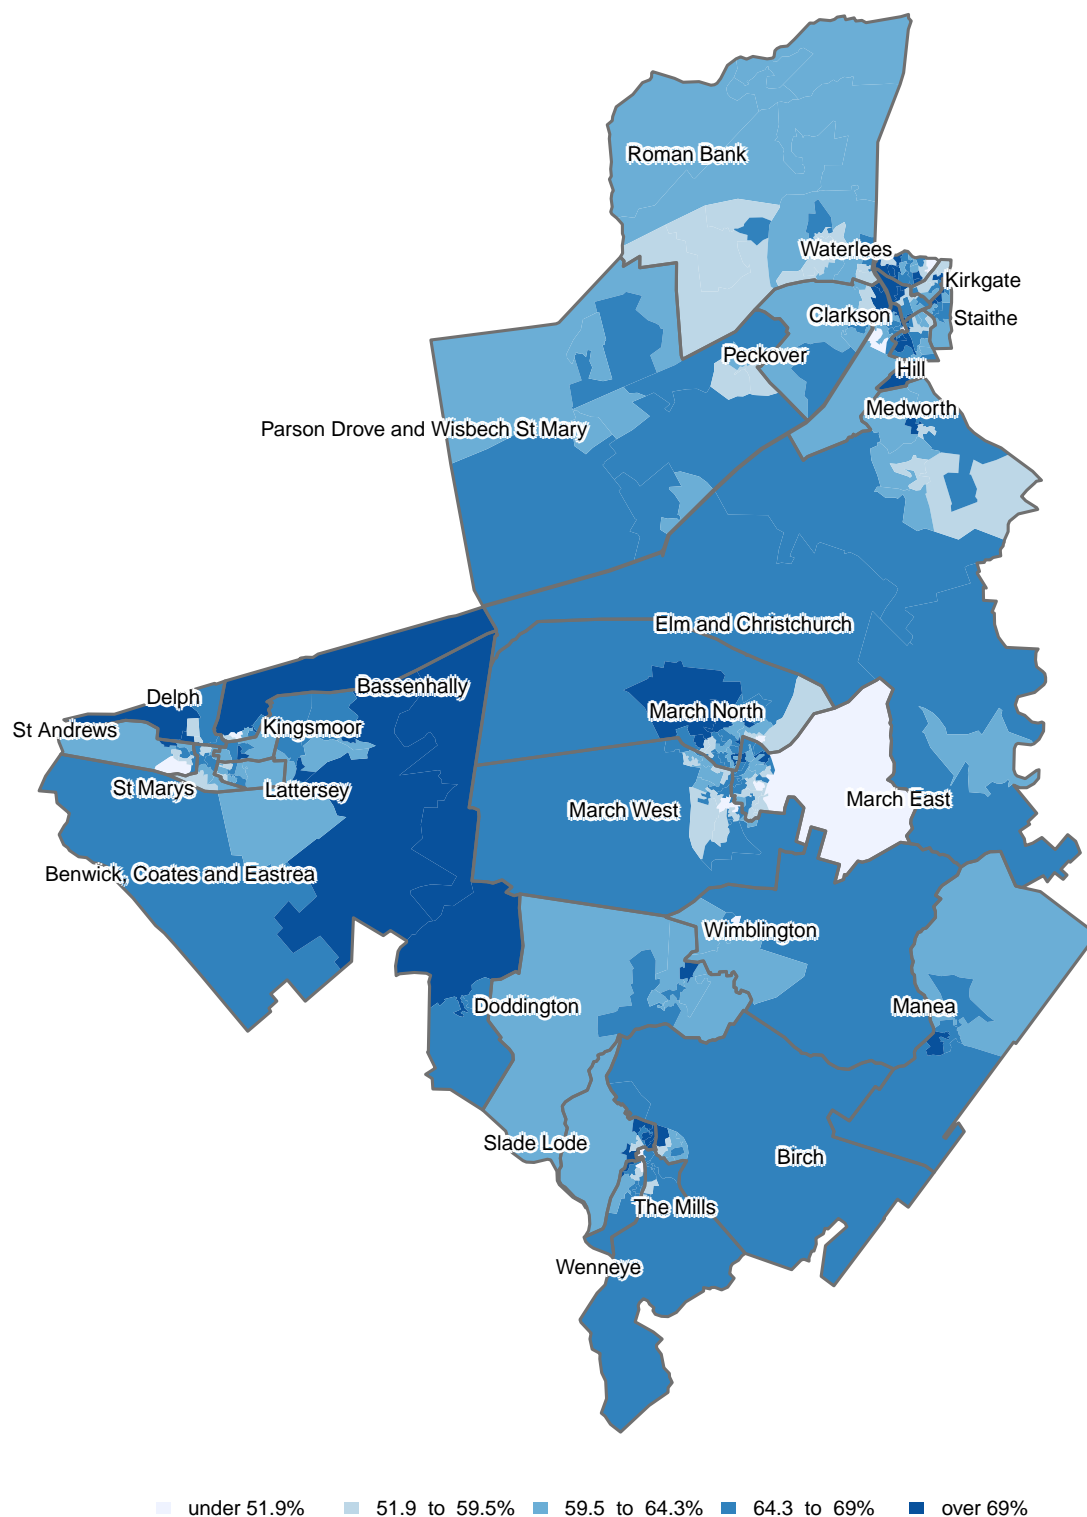 Roman Bank
Waterlees
Kirkgate
Clarkson
Staithe
Peckover
Hill
Medworth
Parson Drove and Wisbech St Mary
Elm and Christchurch
Bassenhally
Delph
March North
St Andrews
Kingsmoor
St Marys
Lattersey
March East
March West
Benwick, Coates and Eastrea
Wimblington
Doddington
Manea
Slade Lode
Birch
The Mills
Wenneye
under 51.9% 51.9 to 59.5% 59.5 to 64.3% 64.3 to 69% over 69%